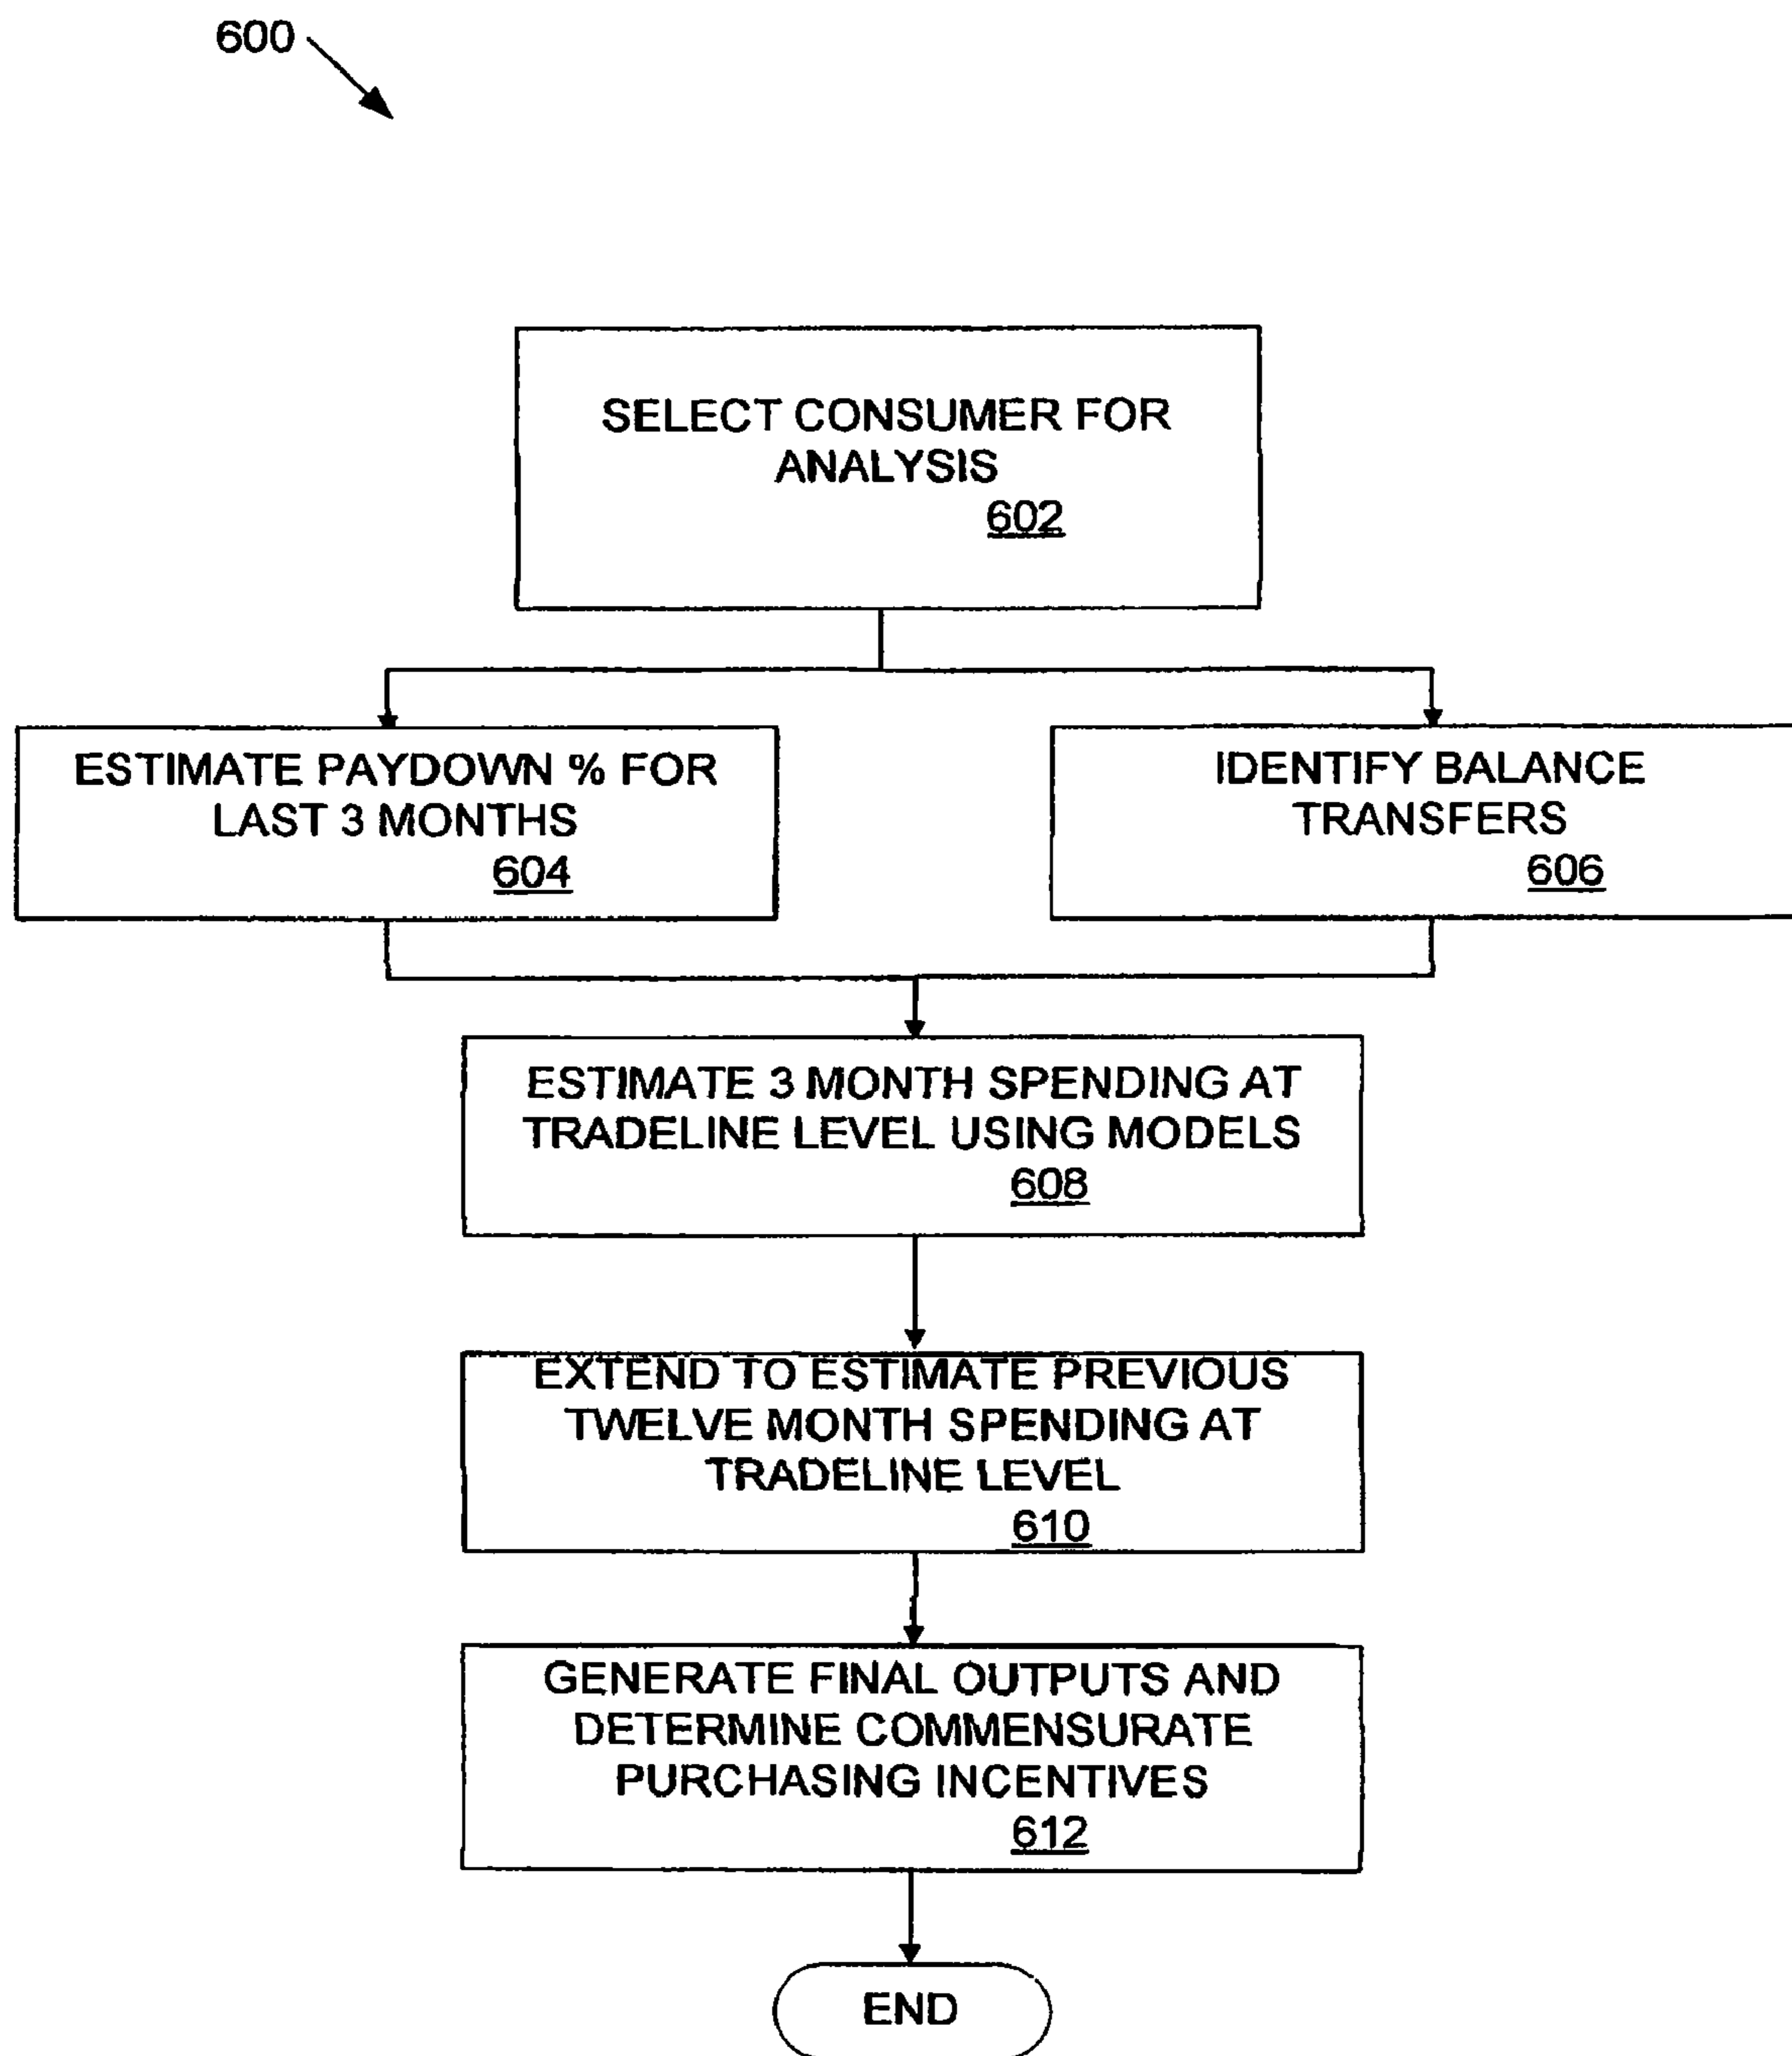 600
SELECT CONSUMER FOR
ANALYSIS
602
ESTIMATE PAYDOWN % FOR
LAST 3 MONTHS
604
IDENTIFY BALANCE
TRANSFERS
606
ESTIMATE 3 MONTH SPENDING AT
TRADELINE LEVEL USING MODELS
608
EXTEND TO ESTIMATE PREVIOUS
TWELVE MONTH SPENDING AT
TRADELINE LEVEL
610
GENERATE FINAL OUTPUTS AND
DETERMINE COMMENSURATE
PURCHASING INCENTIVES
612
END